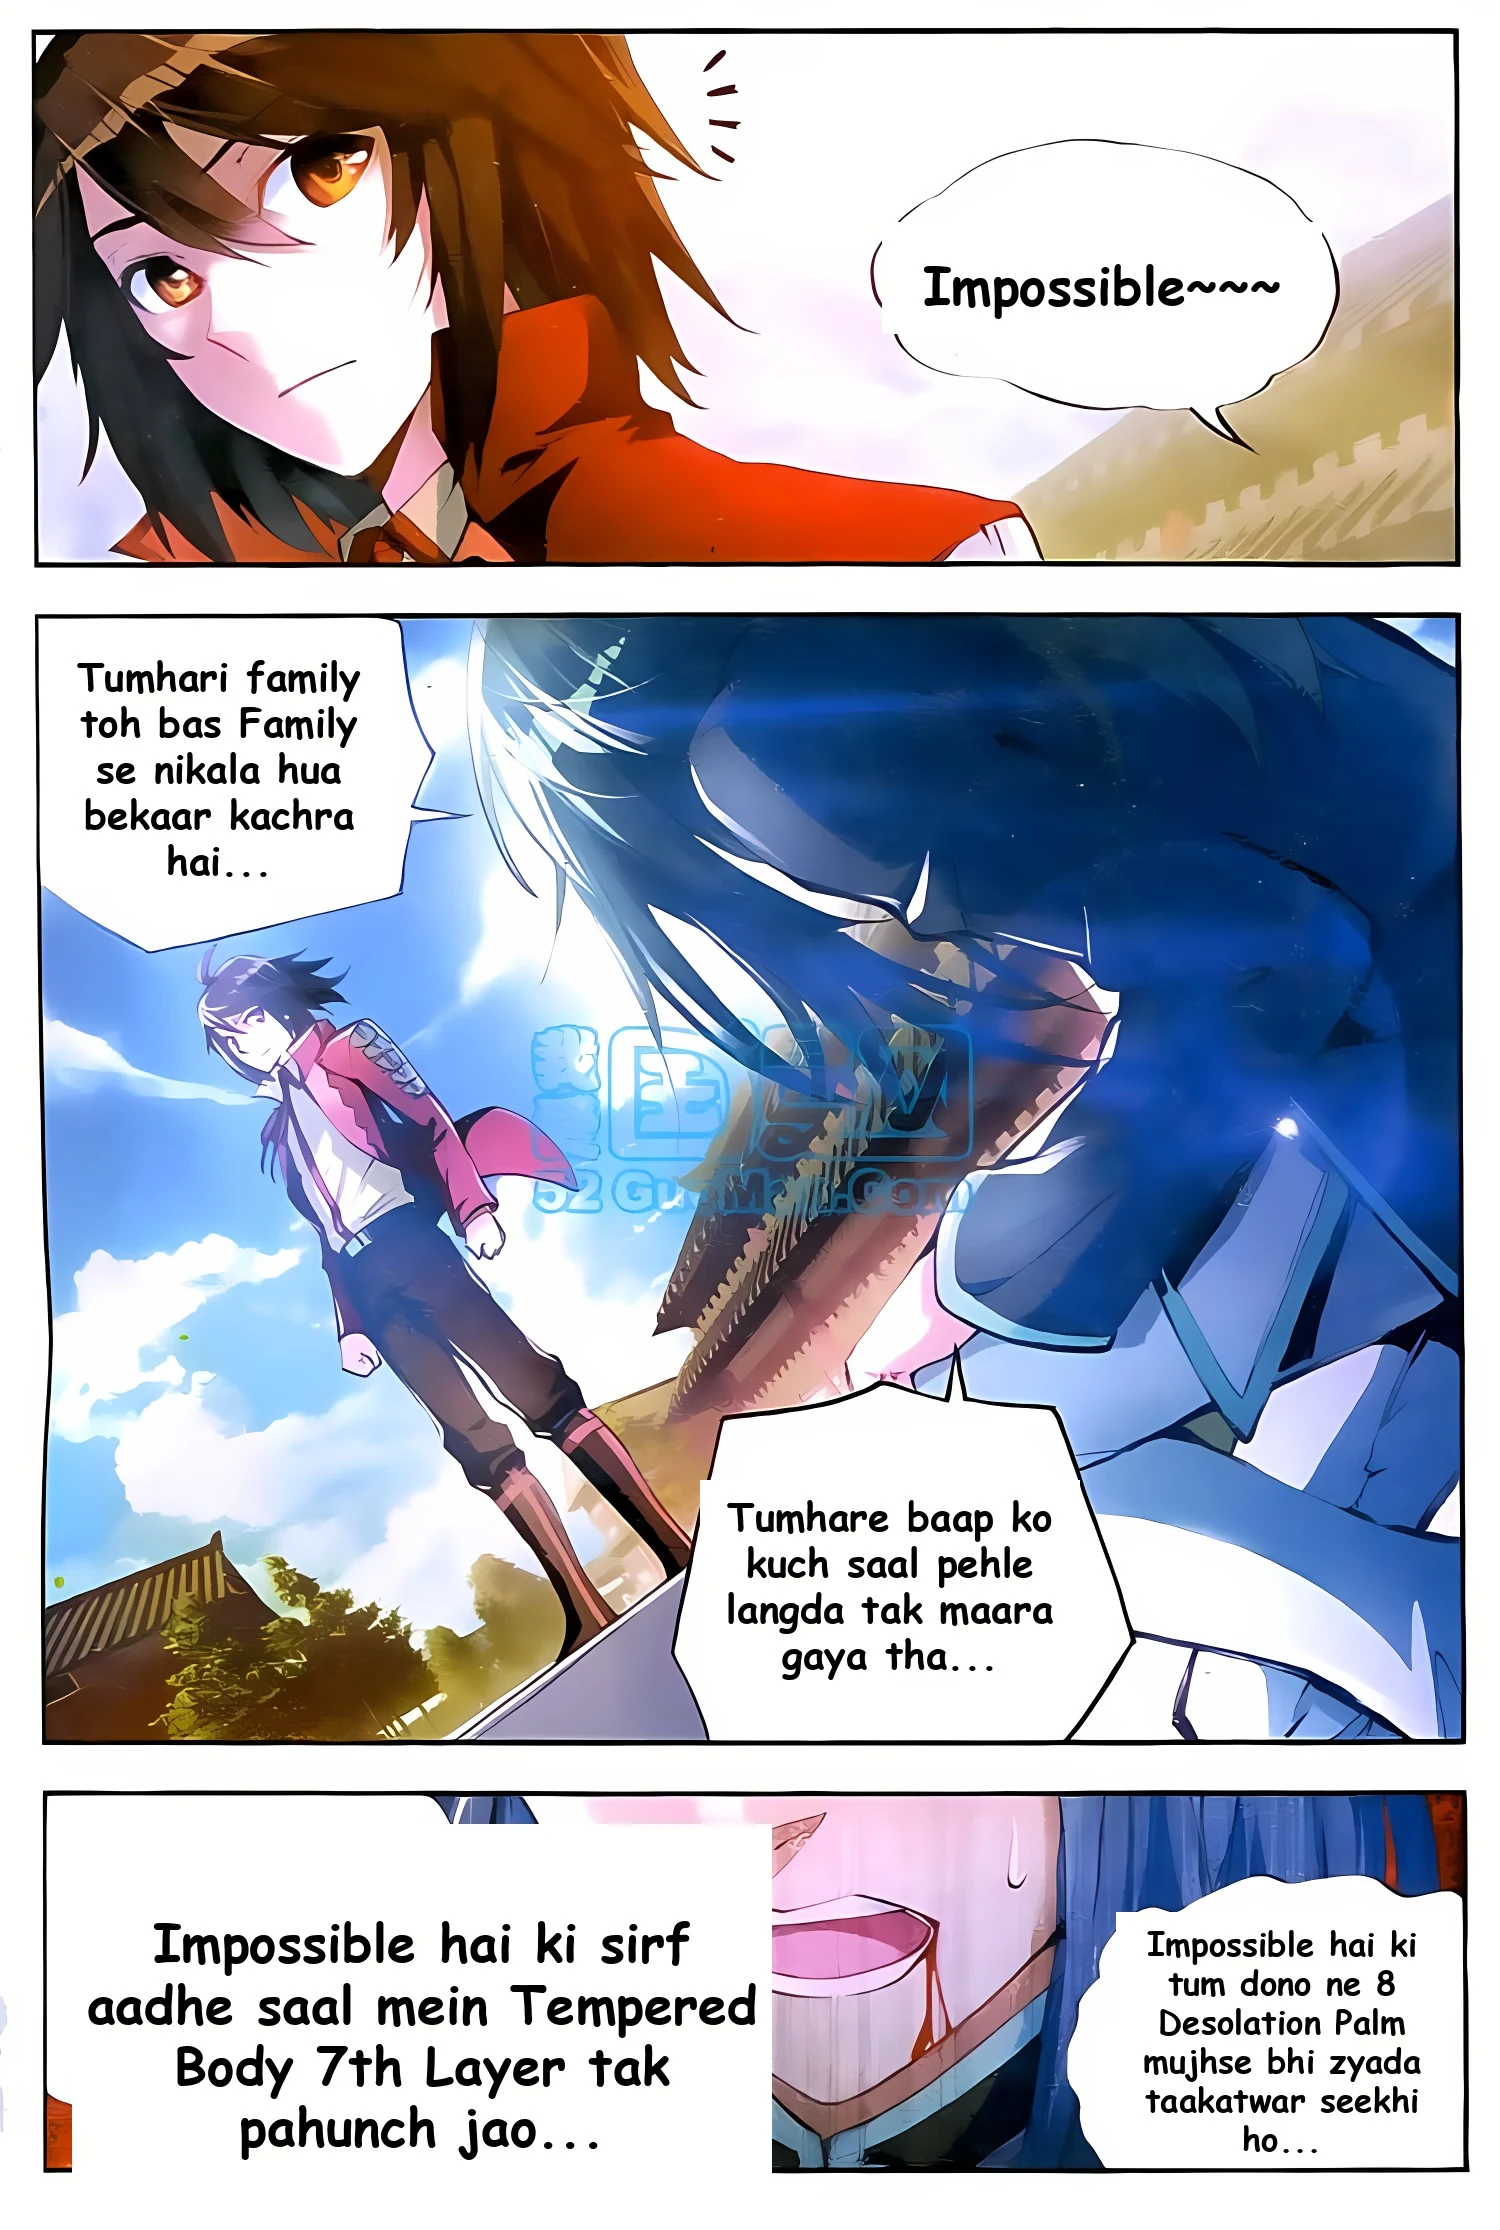 Impossible~~~
Tumhari family
toh bas Family
se nikala hua
bekaar kachra
hai...
Tumhare baap ko
kuch saal pehle
langda tak maara
gaya tha...
Impossible hai ki sirf
aadhe saal mein Tempered
Body 7th Layer tak
pahunch jao...
Impossible hai ki
tum dono ne 8
Desolation Palm
mujhse bhi zyada
taakatwar seekhi
ho...